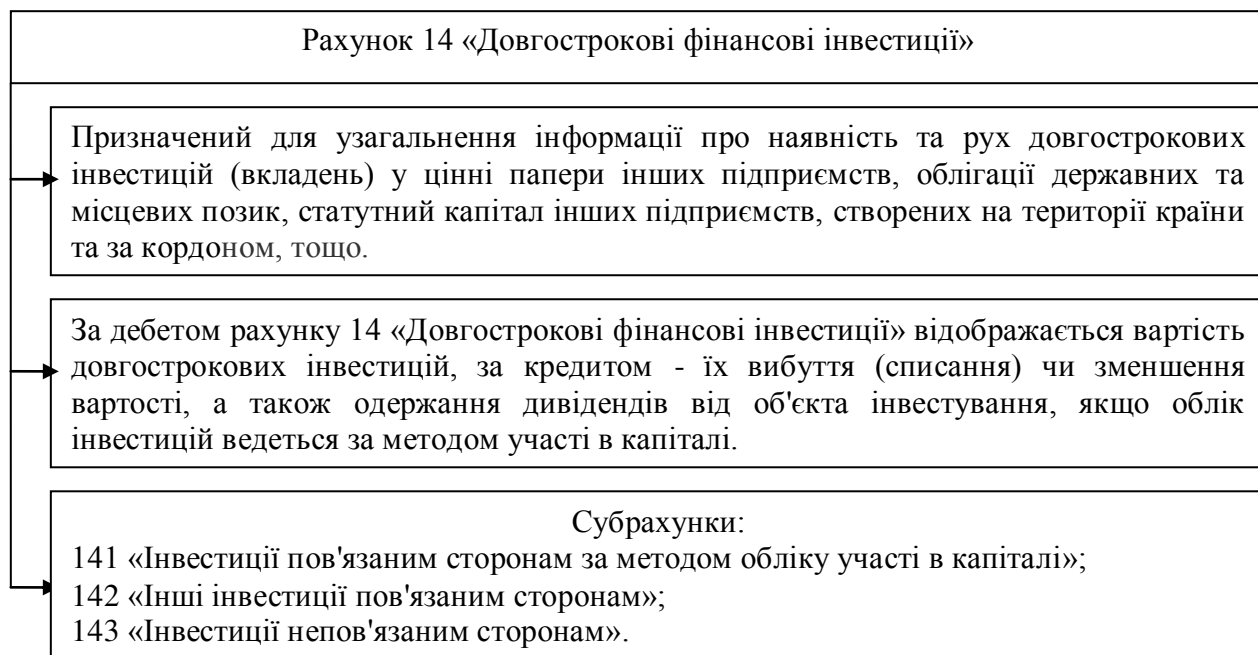 Рахунок 14 «Довгострокові фінансові інвестиції»
Призначений для узагальнення інформації про наявність та рух довгострокових
інвестицій (вкладень) у цінні папери інших підприємств, облігації державних та
місцевих позик, статутний капітал інших підприємств, створених на території країни
та за кордоном, тощо.
За дебетом рахунку 14 «Довгострокові фінансові інвестиції» відображається вартість
довгострокових інвестицій, за кредитом - їх вибуття (списання) чи зменшення
вартості, а також одержання дивідендів від об'єкта інвестування, якщо облік
інвестицій ведеться за методом участі в капіталі.
Субрахунки:
141 «Інвестиції пов'язаним сторонам за методом обліку участі в капіталі»;
142 «Інші інвестиції пов'язаним сторонам»;
143 «Інвестиції непов'язаним сторонам».